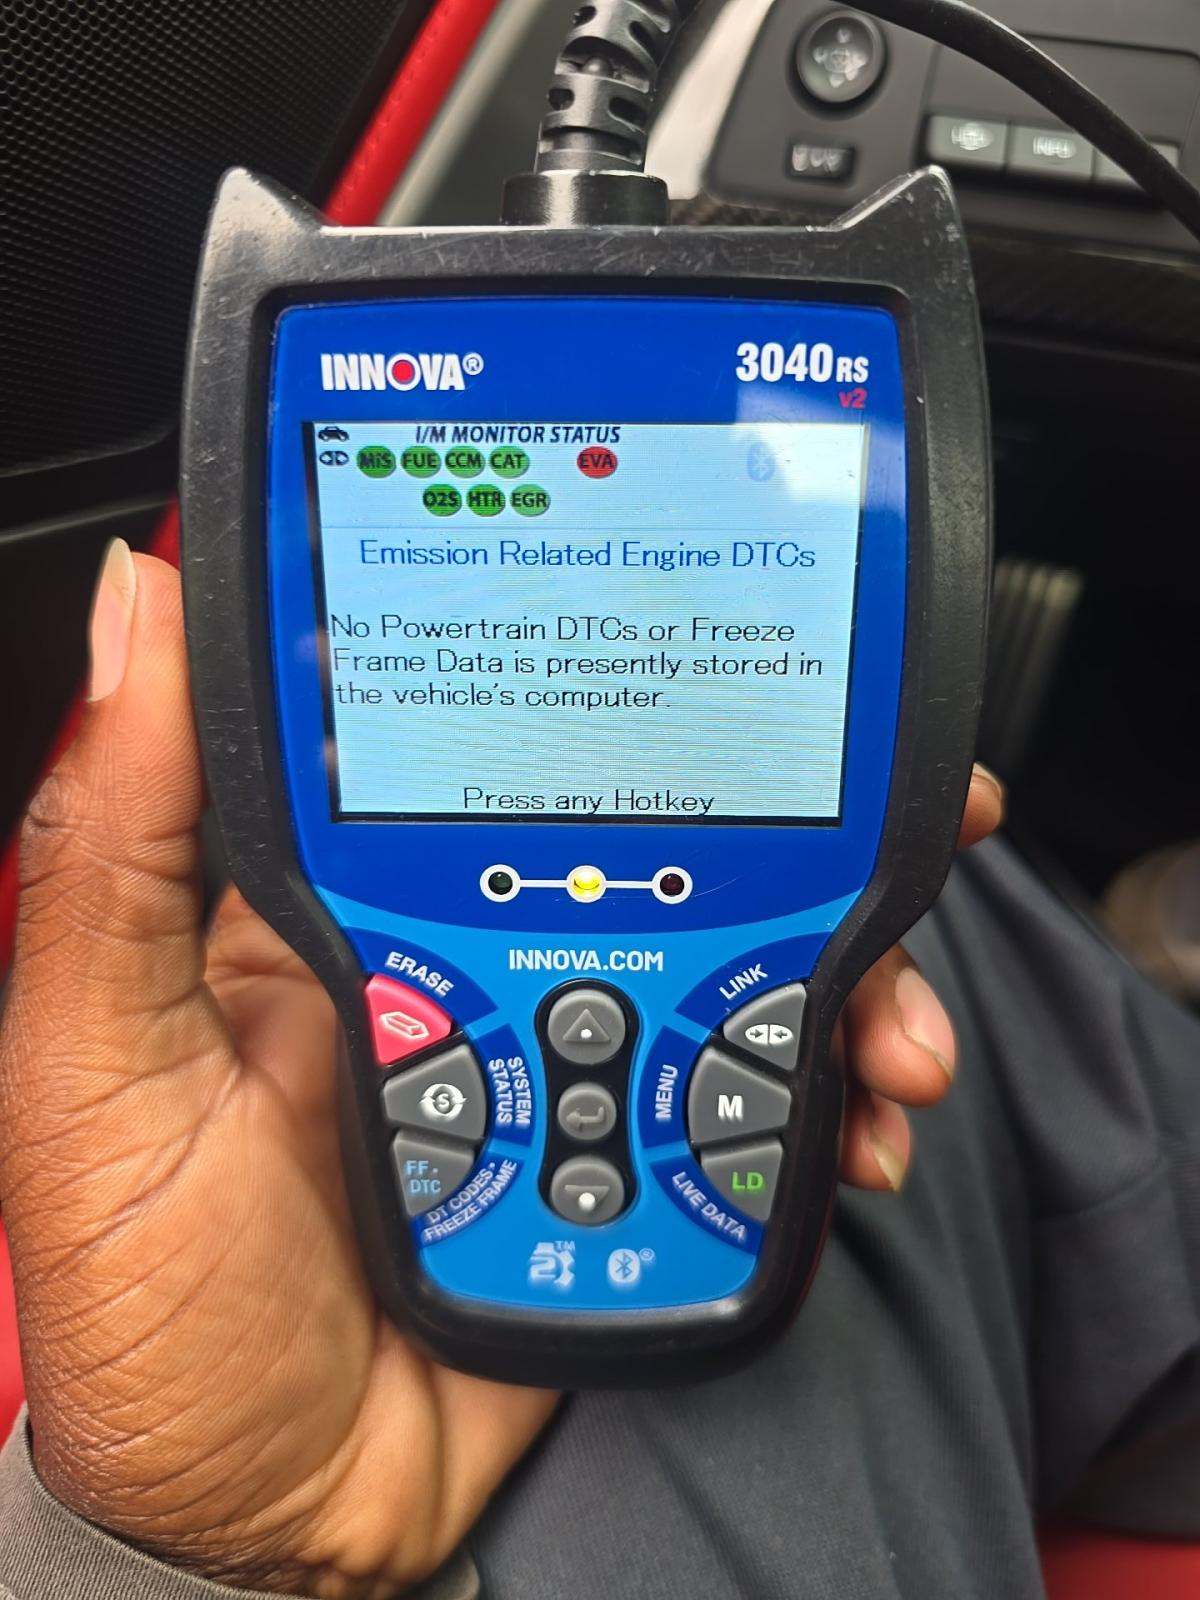 INNOVA®
3040RS
v2
I/M MONITOR STATUS
MIS FUE CCM CAT EVA
O2S HTR EGR
Emission Related Engine DTCs
No Powertrain DTCs or Freeze
Frame Data is presently stored in
the vehicle's computer.
Press any Hotkey
INNOVA.COM
ERASE
LINK
S
SYSTEM
STATUS
MENU
M
FF·
DTC
DT CODES·
FREEZE FRAME
LD
LIVE DATA
2™
®
INFO